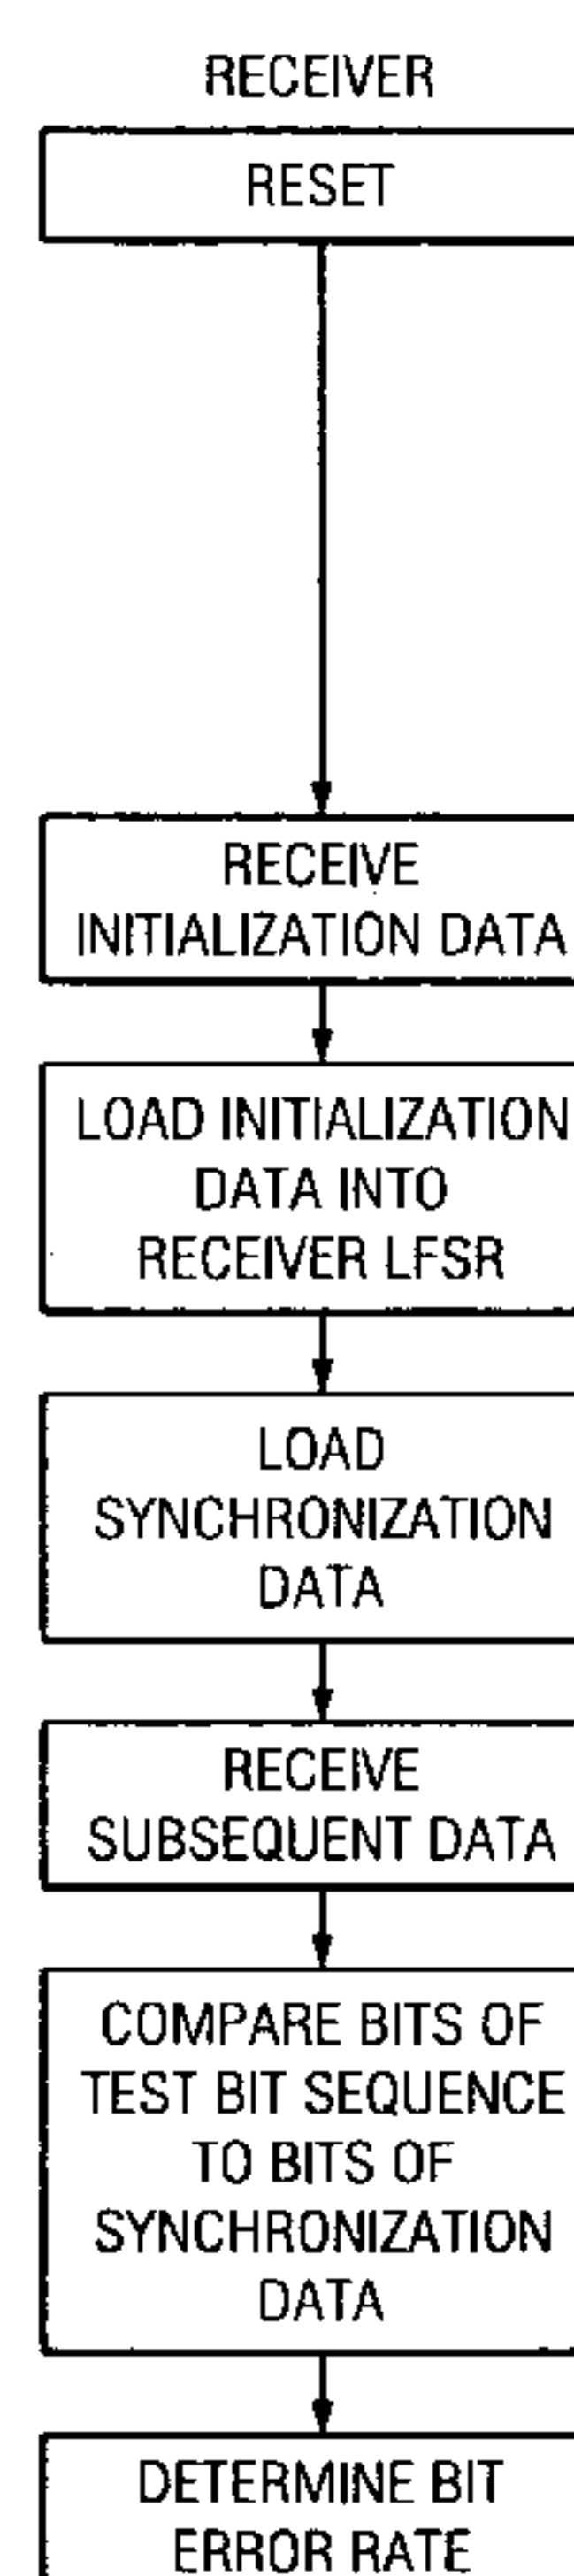 RECEIVER
RESET
RECEIVE
INITIALIZATION DATA
LOAD INITIALIZATION
DATA INTO
RECEIVER LFSR
LOAD
SYNCHRONIZATION
DATA
RECEIVE
SUBSEQUENT DATA
COMPARE BITS OF
TEST BIT SEQUENCE
TO BITS OF
SYNCHRONIZATION
DATA
DETERMINE BIT
ERROR RATE